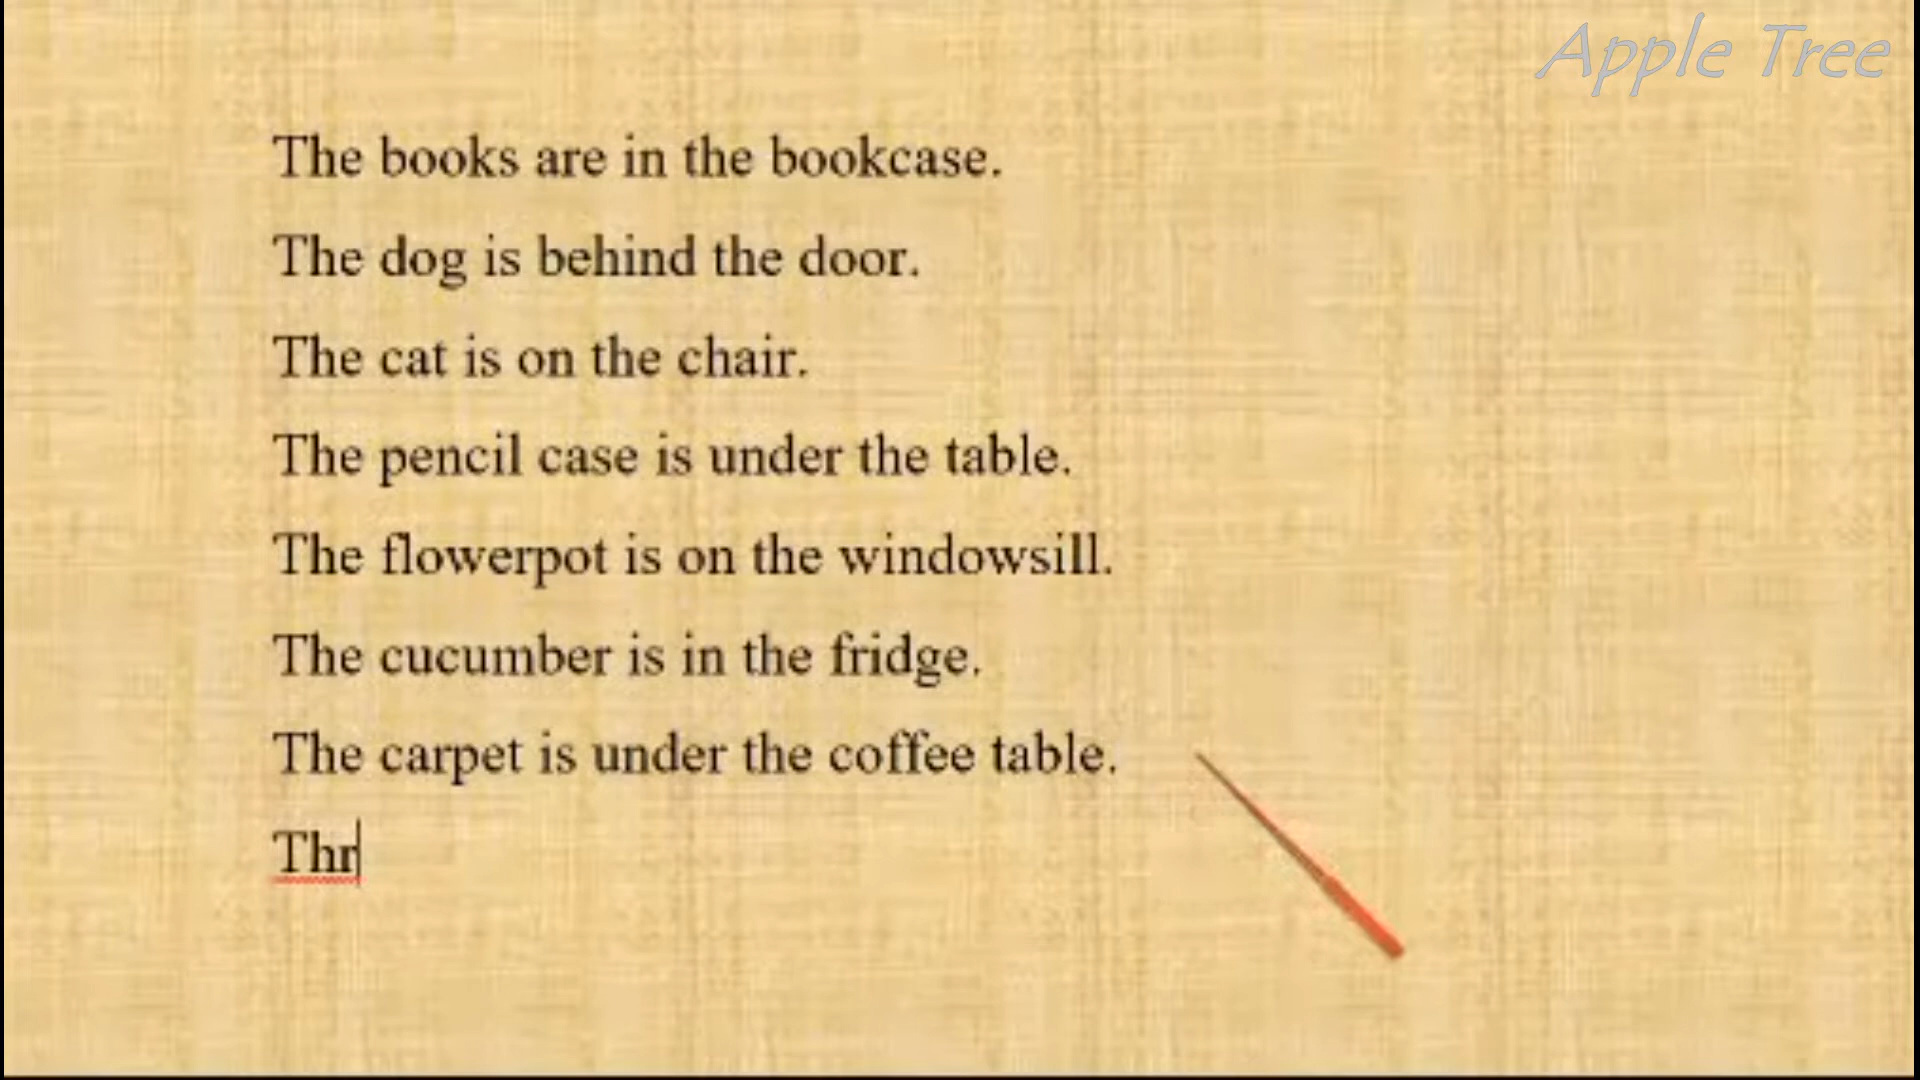 Apple Tree
The books are in the bookcase.
The dog is behind the door.
The cat is on the chair.
The pencil case is under the table.
The flowerpot is on the windowsill.
The cucumber is in the fridge.
The carpet is under the coffee table.
Thr